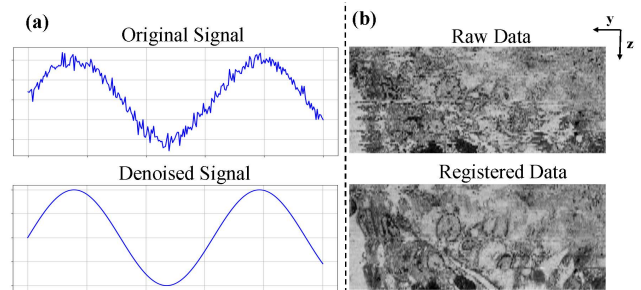 (a)
Original Signal
Denoised Signal
(b)
y
z
Raw Data
Registered Data